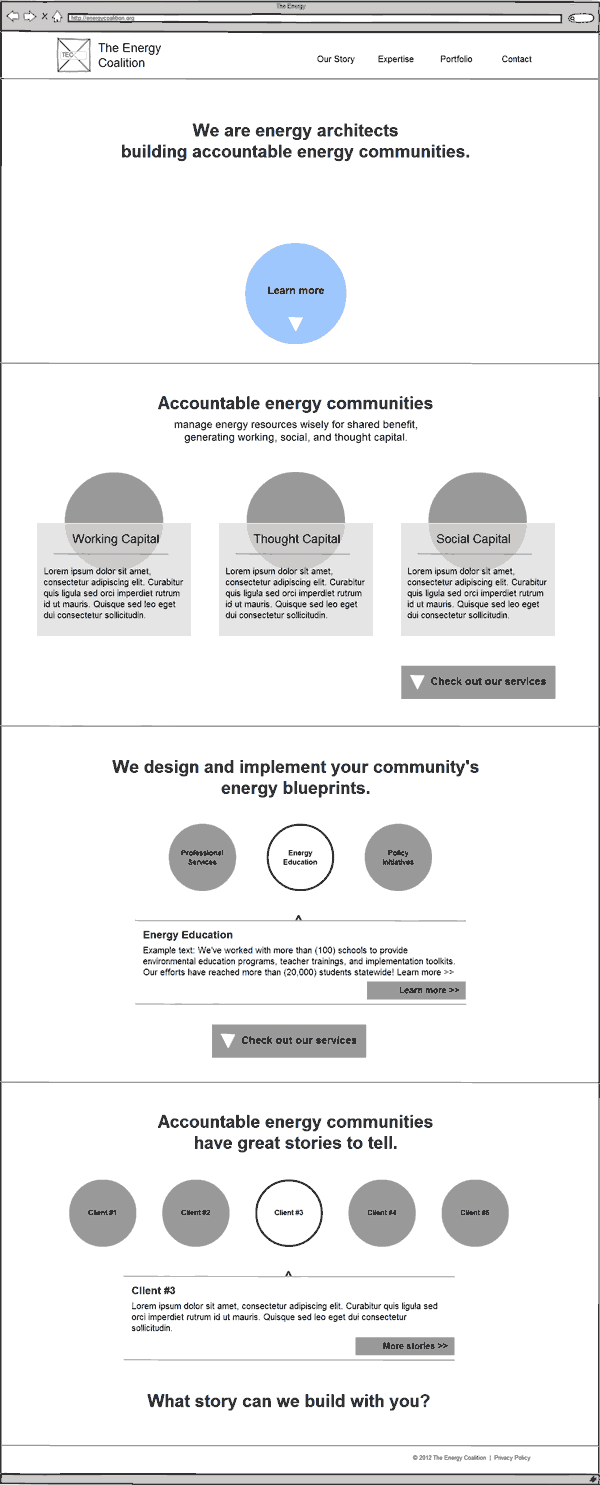 The Energy
http://energycoalition.org
TEC
The Energy
Coalition
Our Story
Expertise
Portfolio
Contact
We are energy architects
building accountable energy communities.
Learn more
Accountable energy communities
manage energy resources wisely for shared benefit,
generating working, social, and thought capital.
Working Capital
Lorem ipsum dolor sit amet,
consectetur adipiscing elit. Curabitur
quis ligula sed orci imperdiet rutrum
id ut mauris. Quisque sed leo eget
dui consectetur sollicitudin.
Thought Capital
Lorem ipsum dolor sit amet,
consectetur adipiscing elit. Curabitur
quis ligula sed orci imperdiet rutrum
id ut mauris. Quisque sed leo eget
dui consectetur sollicitudin.
Social Capital
Lorem ipsum dolor sit amet,
consectetur adipiscing elit. Curabitur
quis ligula sed orci imperdiet rutrum
id ut mauris. Quisque sed leo eget
dui consectetur sollicitudin.
Check out our services
We design and implement your community's
energy blueprints.
Professional
Services
Energy
Education
Policy
Initiatives
Energy Education
Example text: We've worked with more than (100) schools to provide
environmental education programs, teacher trainings, and implementation toolkits.
Our efforts have reached more than (20,000) students statewide! Learn more >>
Learn more >>
Check out our services
Accountable energy communities
have great stories to tell.
Client #1
Client #2
Client #3
Client #4
Client #5
Client #3
Lorem ipsum dolor sit amet, consectetur adipiscing elit. Curabitur quis ligula sed
orci imperdiet rutrum id ut mauris. Quisque sed leo eget dui consectetur
sollicitudin.
More stories >>
What story can we build with you?
© 2012 The Energy Coalition | Privacy Policy